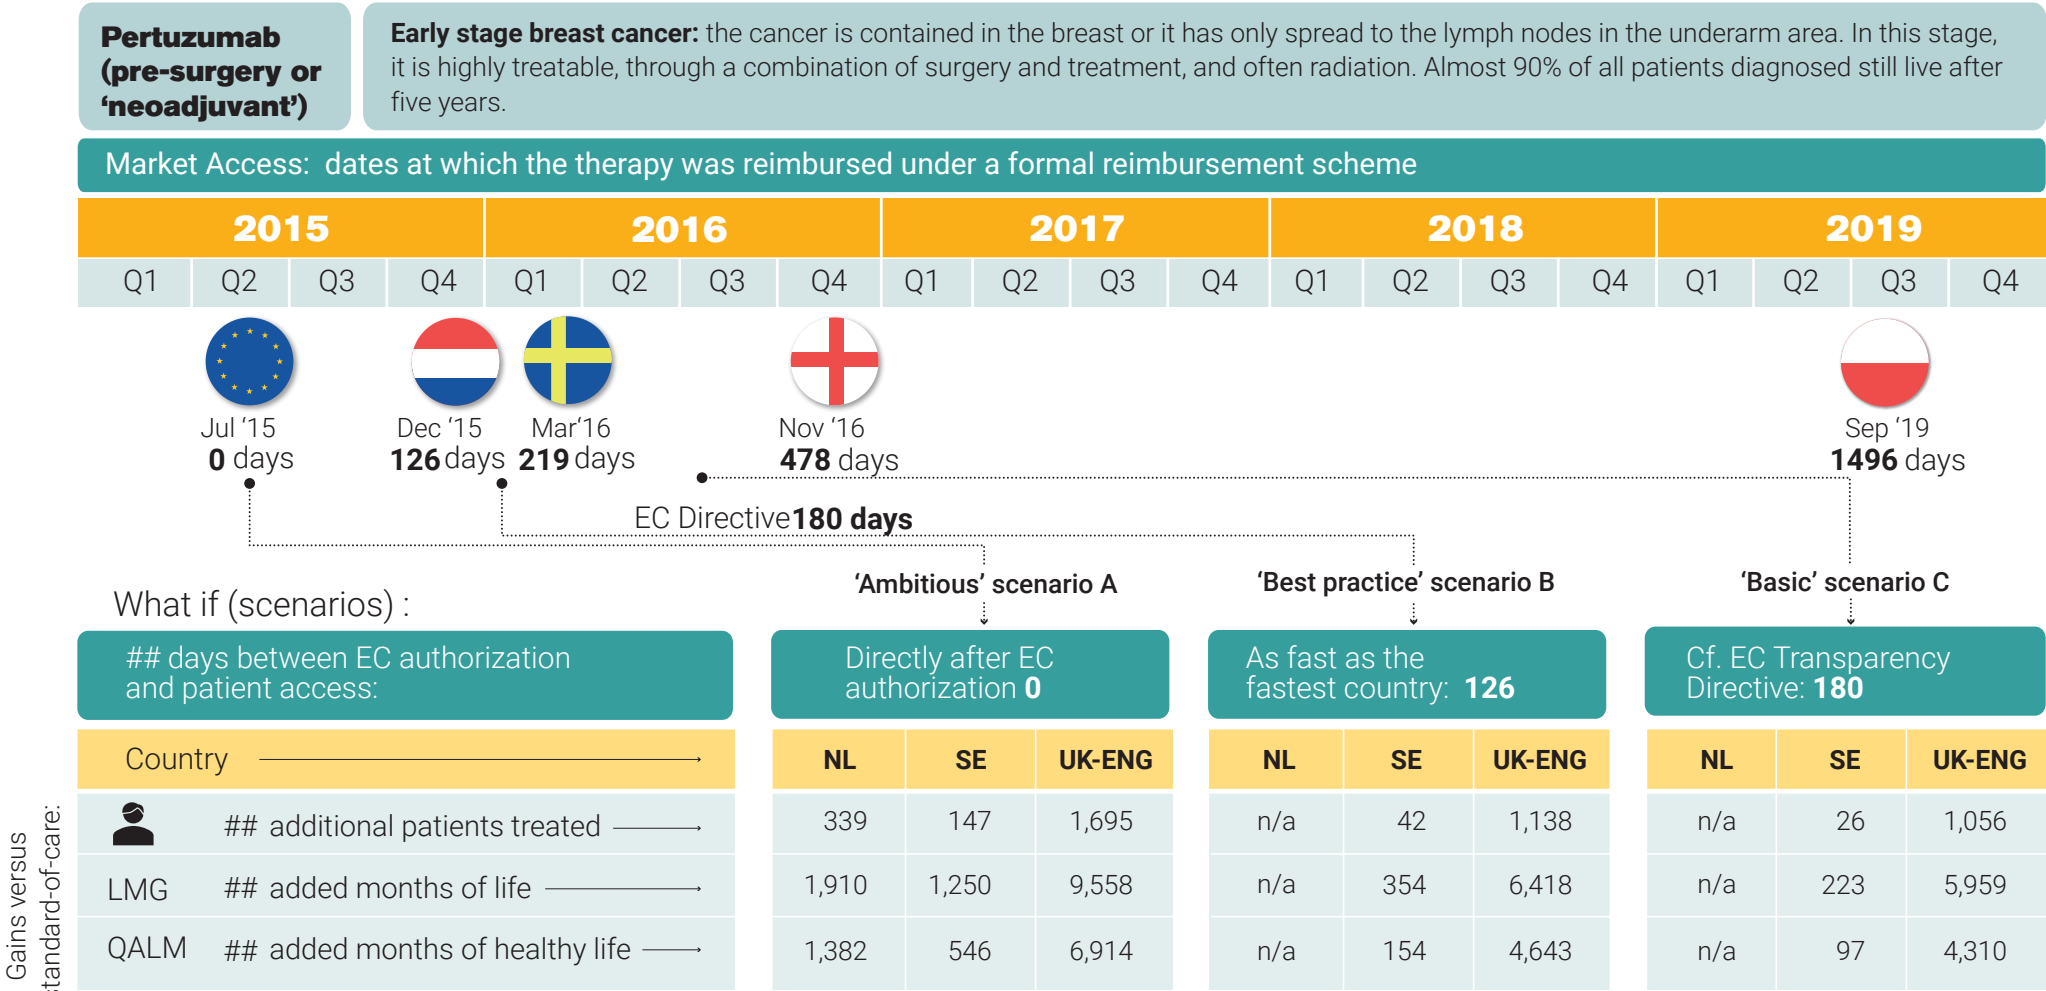 Pertuzumab
(pre-surgery or
‘neoadjuvant’)
Early stage breast cancer: the cancer is contained in the breast or it has only spread to the lymph nodes in the underarm area. In this stage,
it is highly treatable, through a combination of surgery and treatment, and often radiation. Almost 90% of all patients diagnosed still live after
five years.
Market Access: dates at which the therapy was reimbursed under a formal reimbursement scheme
2015 2016 2017 2018 2019
Q1 Q2 Q3 Q4 Q1 Q2 Q3 Q4 Q1 Q2 Q3 Q4 Q1 Q2 Q3 Q4 Q1 Q2 Q3 Q4
Jul ‘15 Dec ‘15 Mar‘16 Nov ‘16 Sep ‘19
0 days 126 days 219 days 478 days 1496 days
EC Directive 180 days
‘Ambitious’ scenario A ‘Best practice’ scenario B ‘Basic’ scenario C
What if (scenarios) :
## days between EC authorization
and patient access:
Directly after EC
authorization 0
As fast as the
fastest country: 126
Cf. EC Transparency
Directive: 180
Country NL SE UK-ENG NL SE UK-ENG NL SE UK-ENG
## additional patients treated 339 147 1,695 n/a 42 1,138 n/a 26 1,056
LMG ## added months of life 1,910 1,250 9,558 n/a 354 6,418 n/a 223 5,959
QALM ## added months of healthy life 1,382 546 6,914 n/a 154 4,643 n/a 97 4,310
Gains versus
standard-of-care: